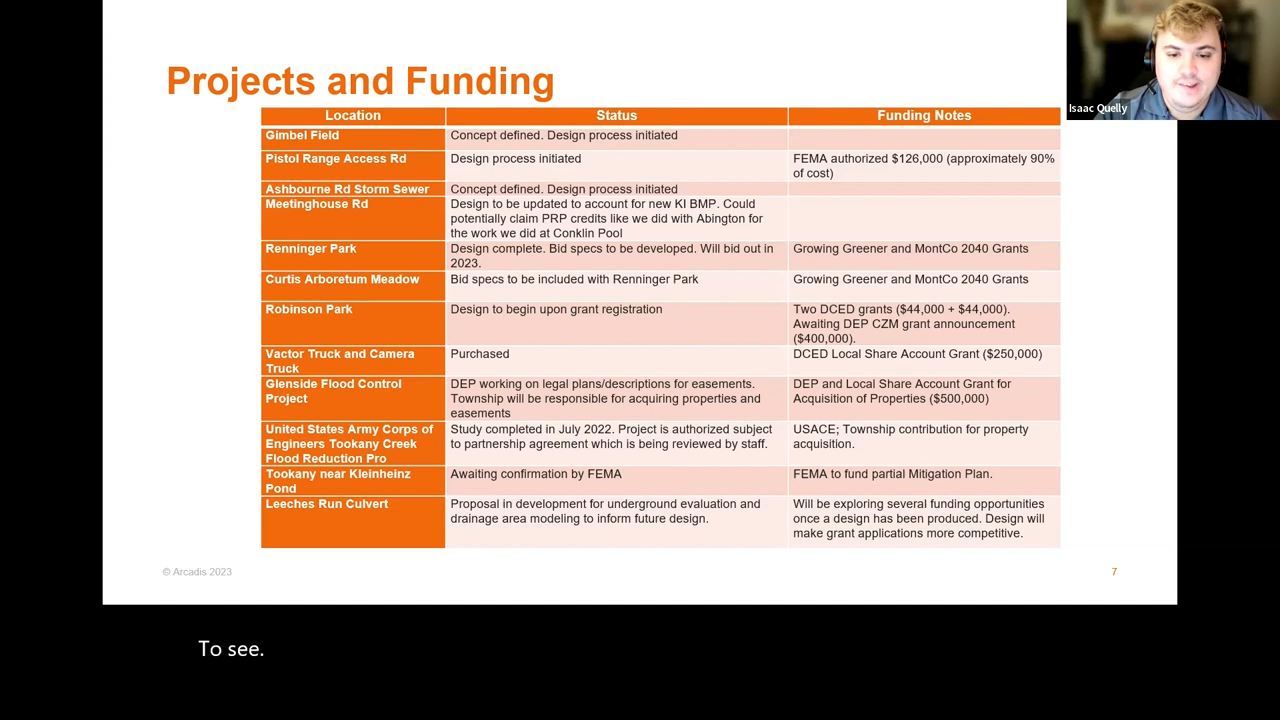 Projects and Funding
Isaac Quelly
Location Status Funding Notes
Gimbel Field Concept defined. Design process initiated
Pistol Range Access Rd Design process initiated FEMA authorized $126,000 (approximately 90%
of cost)
Ashbourne Rd Storm Sewer Concept defined. Design process initiated
Meetinghouse Rd Design to be updated to account for new KI BMP. Could
potentially claim PRP credits like we did with Abington for
the work we did at Conklin Pool
Renninger Park Design complete. Bid specs to be developed. Will bid out in Growing Greener and MontCo 2040 Grants
2023.
Curtis Arboretum Meadow Bid specs to be included with Renninger Park Growing Greener and MontCo 2040 Grants
Robinson Park Design to begin upon grant registration Two DCED grants ($44,000 + $44,000).
Awaiting DEP CZM grant announcement
($400,000).
Vactor Truck and Camera Purchased DCED Local Share Account Grant ($250,000)
Truck
Glenside Flood Control DEP working on legal plans/descriptions for easements. DEP and Local Share Account Grant for
Project Township will be responsible for acquiring properties and Acquisition of Properties ($500,000)
easements
United States Army Corps of Study completed in July 2022. Project is authorized subject USACE; Township contribution for property
Engineers Tookany Creek to partnership agreement which is being reviewed by staff. acquisition.
Flood Reduction Pro
Tookany near Kleinheinz Awaiting confirmation by FEMA FEMA to fund partial Mitigation Plan.
Pond
Leeches Run Culvert Proposal in development for underground evaluation and Will be exploring several funding opportunities
drainage area modeling to inform future design. once a design has been produced. Design will
make grant applications more competitive.
© Arcadis 2023
7
To see.